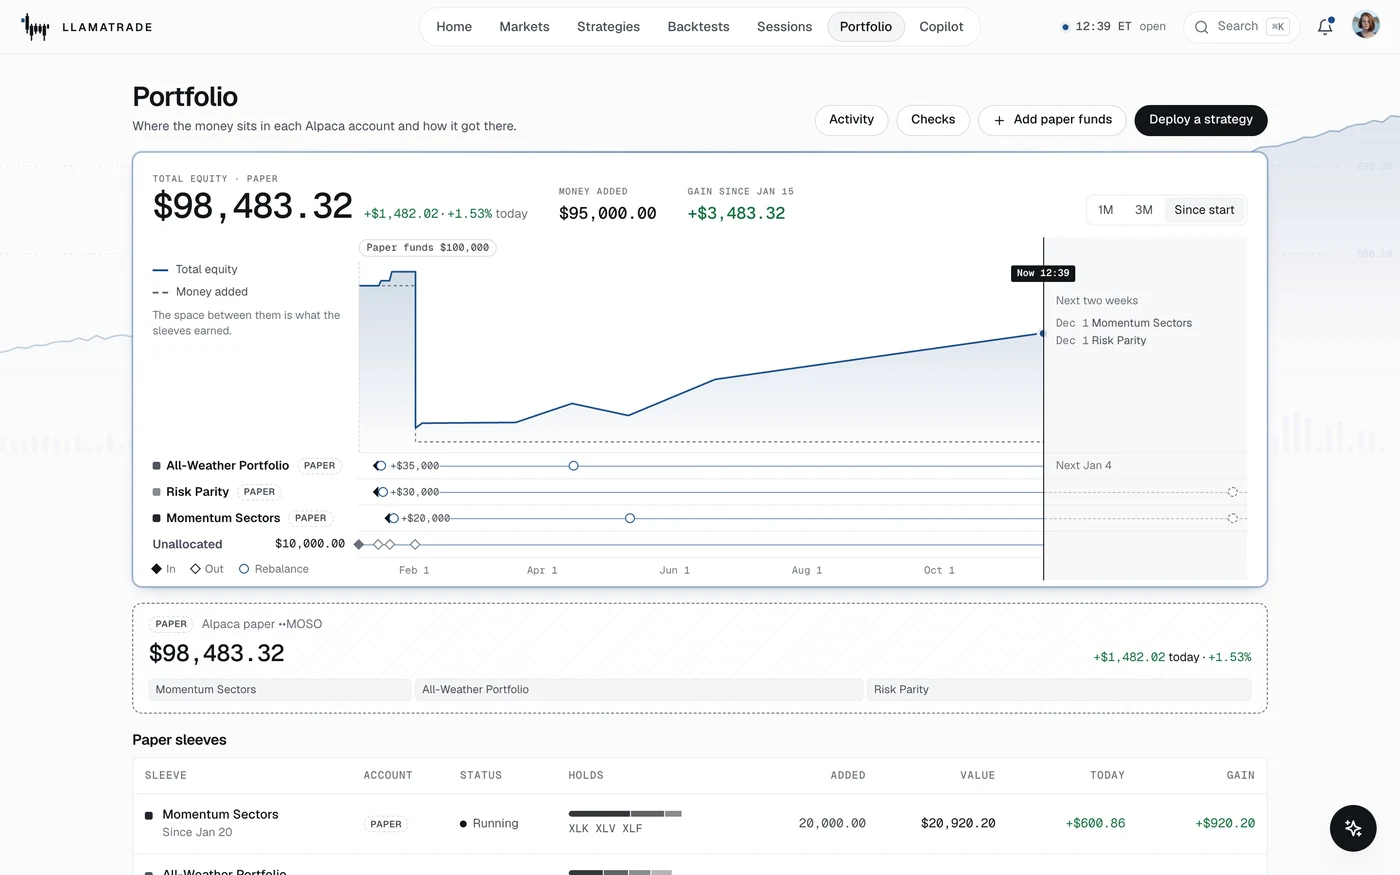 LLAMATRADE
Home Markets Strategies Backtests Sessions Portfolio Copilot
12:39 ET open
Search ⌘K
Portfolio
Where the money sits in each Alpaca account and how it got there.
Activity Checks + Add paper funds Deploy a strategy
TOTAL EQUITY · PAPER
$98,483.32 +$1,482.02 · +1.53% today
MONEY ADDED
$95,000.00
GAIN SINCE JAN 15
+$3,483.32
1M 3M Since start
692.38
668.10
Paper funds $100,000
Total equity
Money added
The space between them is what the
sleeves earned.
Now 12:39
Next two weeks
Dec 1 Momentum Sectors
Dec 1 Risk Parity
All-Weather Portfolio PAPER +$35,000 Next Jan 4
Risk Parity PAPER +$30,000
Momentum Sectors PAPER +$20,000
Unallocated $10,000.00
In Out Rebalance
Feb 1 Apr 1 Jun 1 Aug 1 Oct 1
PAPER Alpaca paper ••MOSO
$98,483.32
+$1,482.02 today · +1.53%
Momentum Sectors All-Weather Portfolio Risk Parity
Paper sleeves
SLEEVE ACCOUNT STATUS HOLDS ADDED VALUE TODAY GAIN
Momentum Sectors
Since Jan 20
PAPER Running
XLK XLV XLF
20,000.00 $20,920.20 +$600.86 +$920.20
All-Weather Portfolio